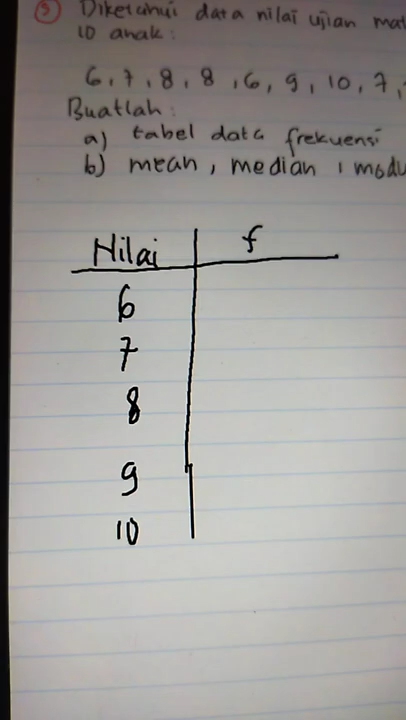 5 Diketahui data nilai ujian
10 anak :
6, 7, 8, 8, 6, 9, 10, 7,
Buatlah :
a) tabel data frekuensi
b) mean, median,
Nilai f
6
7
8
9
10